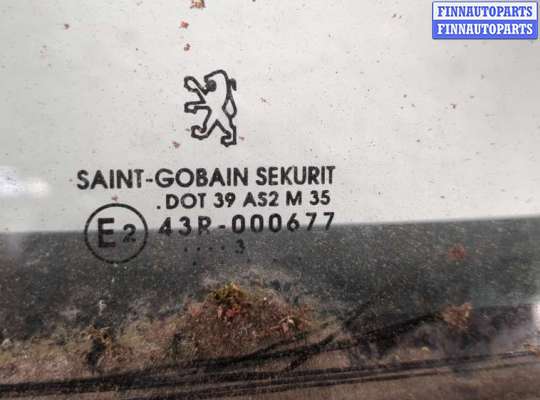 FINNAUTOPARTS
FINNAUTOPARTS
SAINT-GOBAIN SEKURIT
.DOT 39 AS2 M 35
E2 43R-000677
.... 3